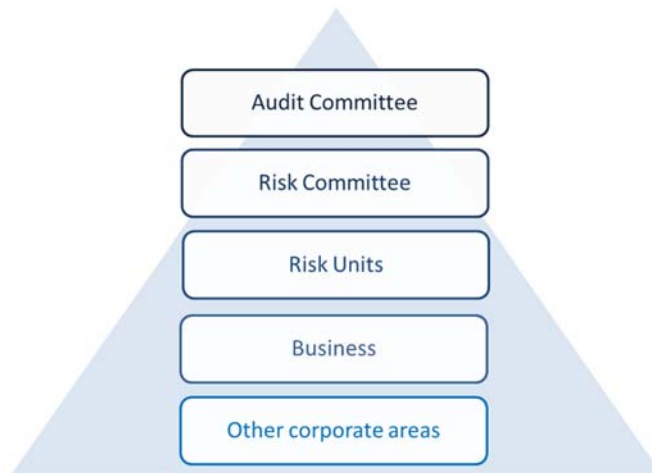 Audit Committee
Risk Committee
Risk Units
Business
Other corporate areas